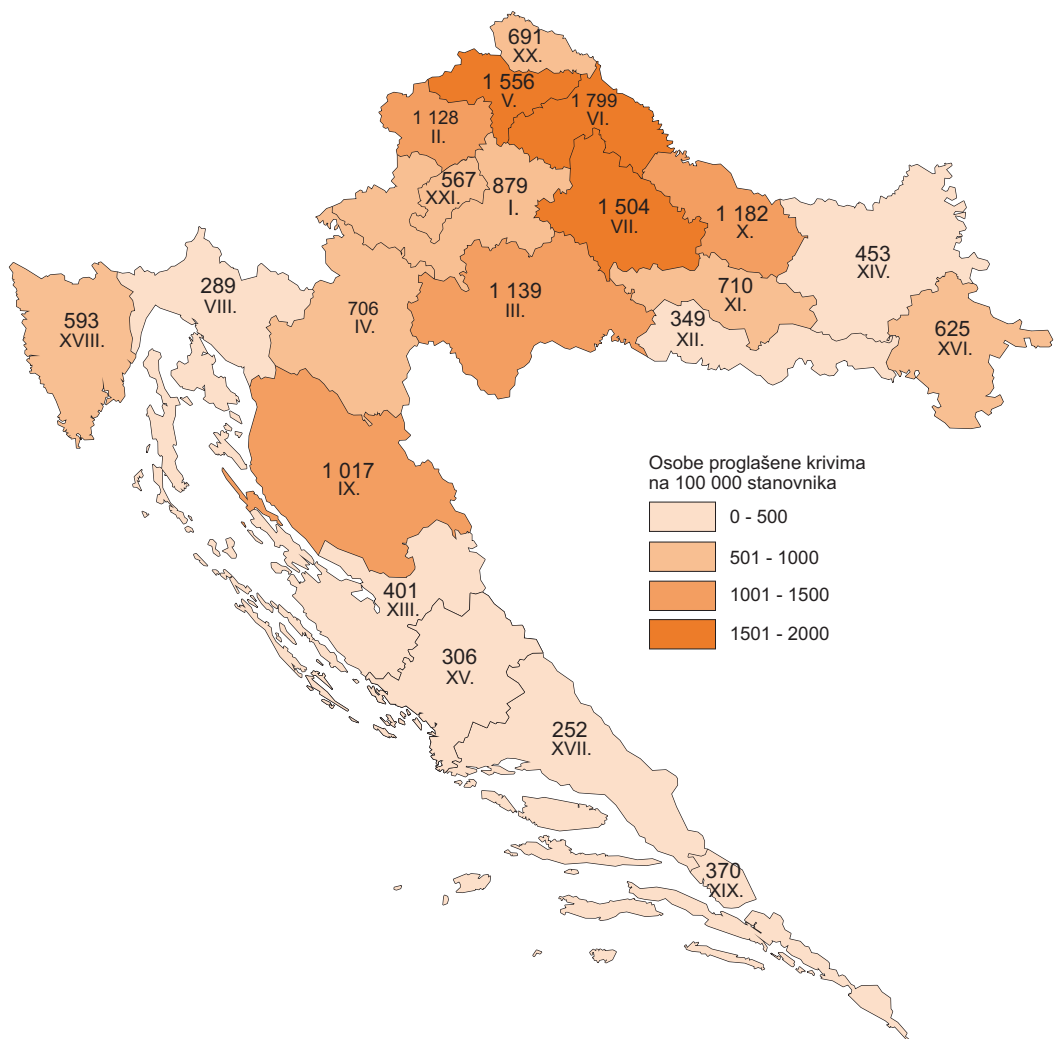 691
XX.
1 556
V.
1 799
VI.
1 128
II.
567
XXI.
879
I.
1 504
VII.
1 182
X.
453
XIV.
289
VIII.
593
XVIII.
706
IV.
1 139
III.
710
XI.
349
XII.
625
XVI.
1 017
IX.
Osobe proglašene krivima
na 100 000 stanovnika
0 - 500
501 - 1000
1001 - 1500
1501 - 2000
401
XIII.
306
XV.
252
XVII.
370
XIX.